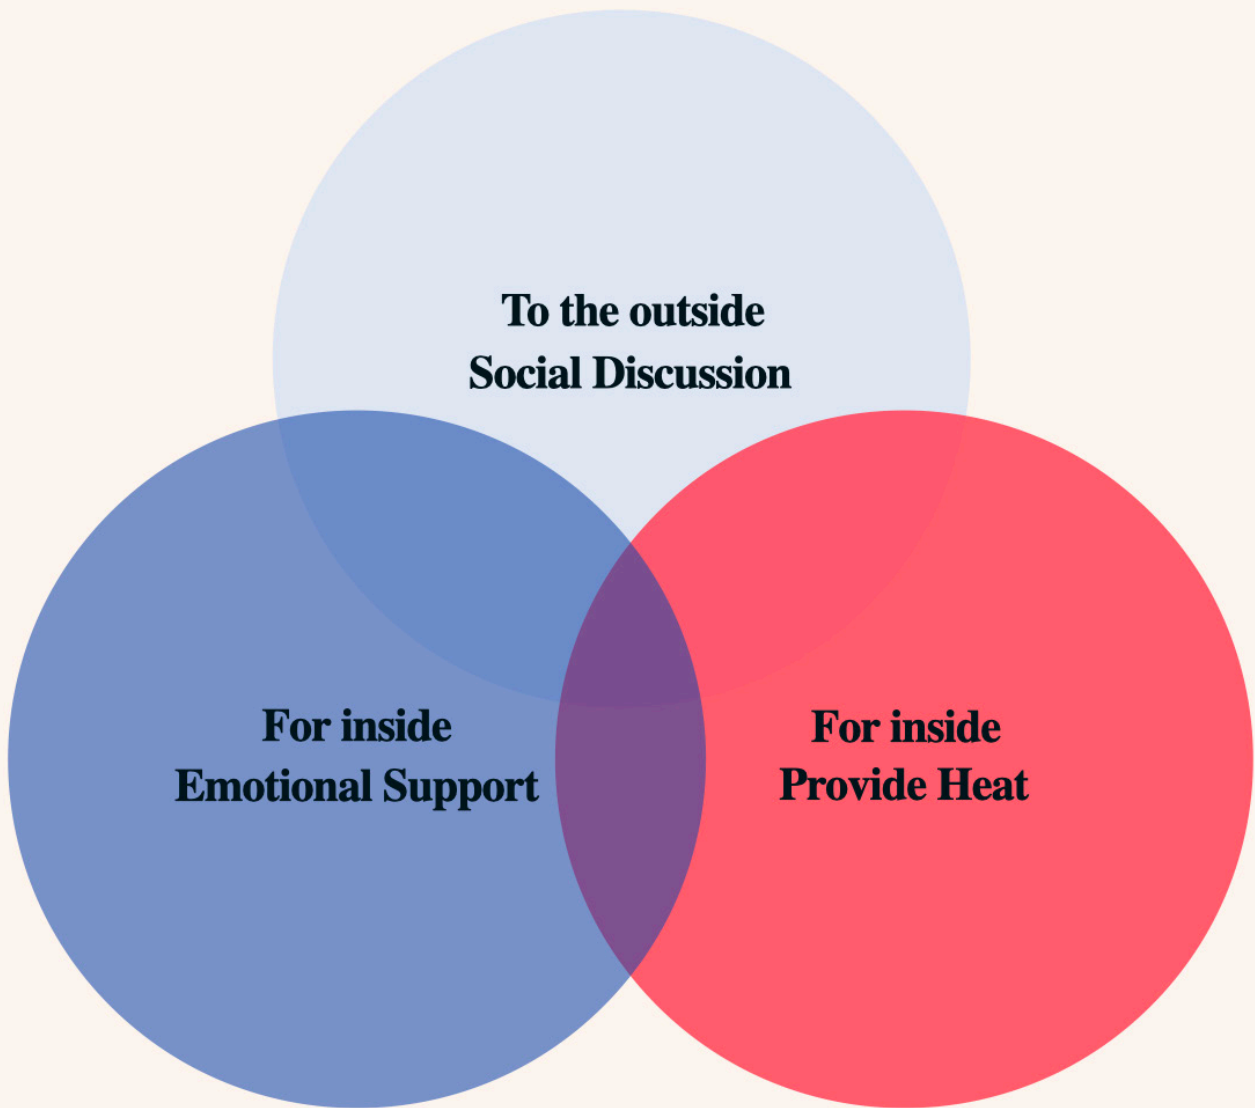 To the outside
Social Discussion
For inside
Emotional Support
For inside
Provide Heat